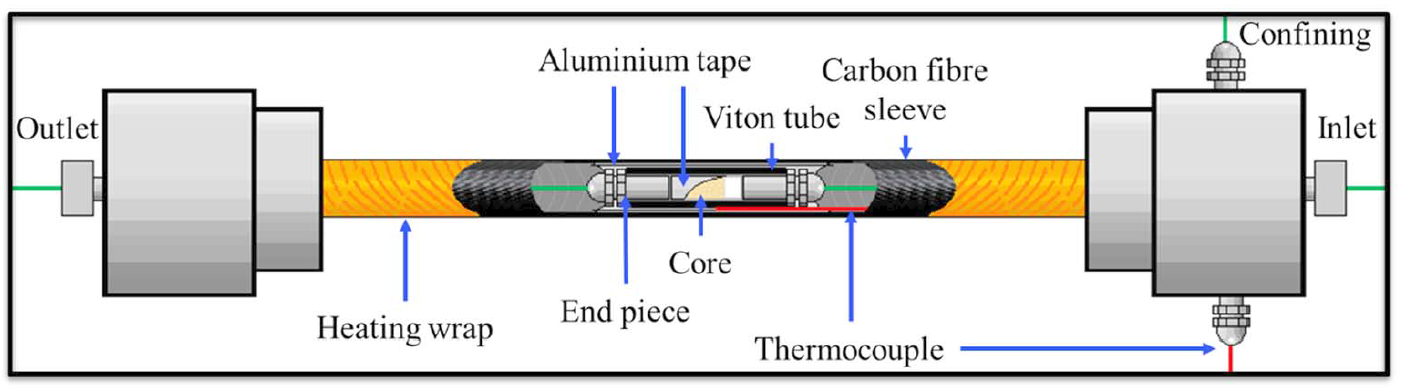 Confining
Aluminium tape
Carbon fibre
sleeve
Viton tube
Outlet
Inlet
Core
End piece
Heating wrap
Thermocouple